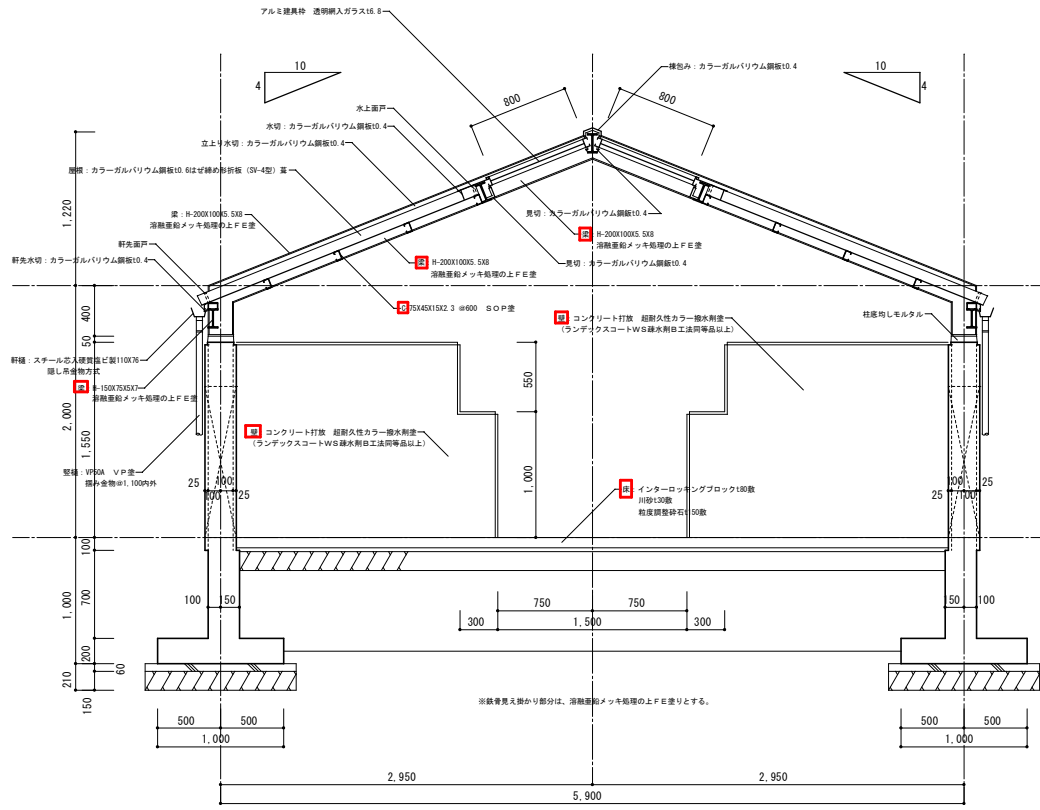 アルミ建具枠 透明網入ガラスt6.8
10
4
10
4
棟包み：カラーガルバリウム鋼板t0.4
800
800
水上面戸
水切：カラーガルバリウム鋼板t0.4
立上り水切：カラーガルバリウム鋼板t0.4
屋根：カラーガルバリウム鋼板t0.6はぜ締め形折板（SV-4型）葺
1,220
梁：H-200X100X5.5X8
溶融亜鉛メッキ処理の上ＦＥ塗
見切：カラーガルバリウム鋼鈑t0.4
梁：H-200X100X5.5X8
溶融亜鉛メッキ処理の上ＦＥ塗
軒先面戸
軒先水切：カラーガルバリウム鋼板t0.4
梁 H-200X100X5.5X8
溶融亜鉛メッキ処理の上ＦＥ塗
見切：カラーガルバリウム鋼鈑t0.4
C-75X45X15X2.3 @600 ＳＯＰ塗
壁 コンクリート打放 超耐久性カラー撥水剤塗
（ランデックスコートＷＳ疎水剤Ｂ工法同等品以上）
柱底均しモルタル
400
50
軒樋：スチール芯入硬質塩ビ製110X76
隠し吊金物方式
梁 H-150X75X5X7
溶融亜鉛メッキ処理の上ＦＥ塗
550
2,000
1,550
壁 コンクリート打放 超耐久性カラー撥水剤塗
（ランデックスコートＷＳ疎水剤Ｂ工法同等品以上）
竪樋：VP50A ＶＰ塗
掴み金物@1,100内外
25
100
100
25
1,000
床：インターロッキングブロックt80敷
川砂t30敷
粒度調整砕石t150敷
25
100
100
25
100
1,000
700
200
100
150
150
100
750
750
300
1,500
300
210
60
150
※鉄骨見え掛かり部分は、溶融亜鉛メッキ処理の上ＦＥ塗りとする。
500
500
1,000
500
500
1,000
2,950
2,950
5,900